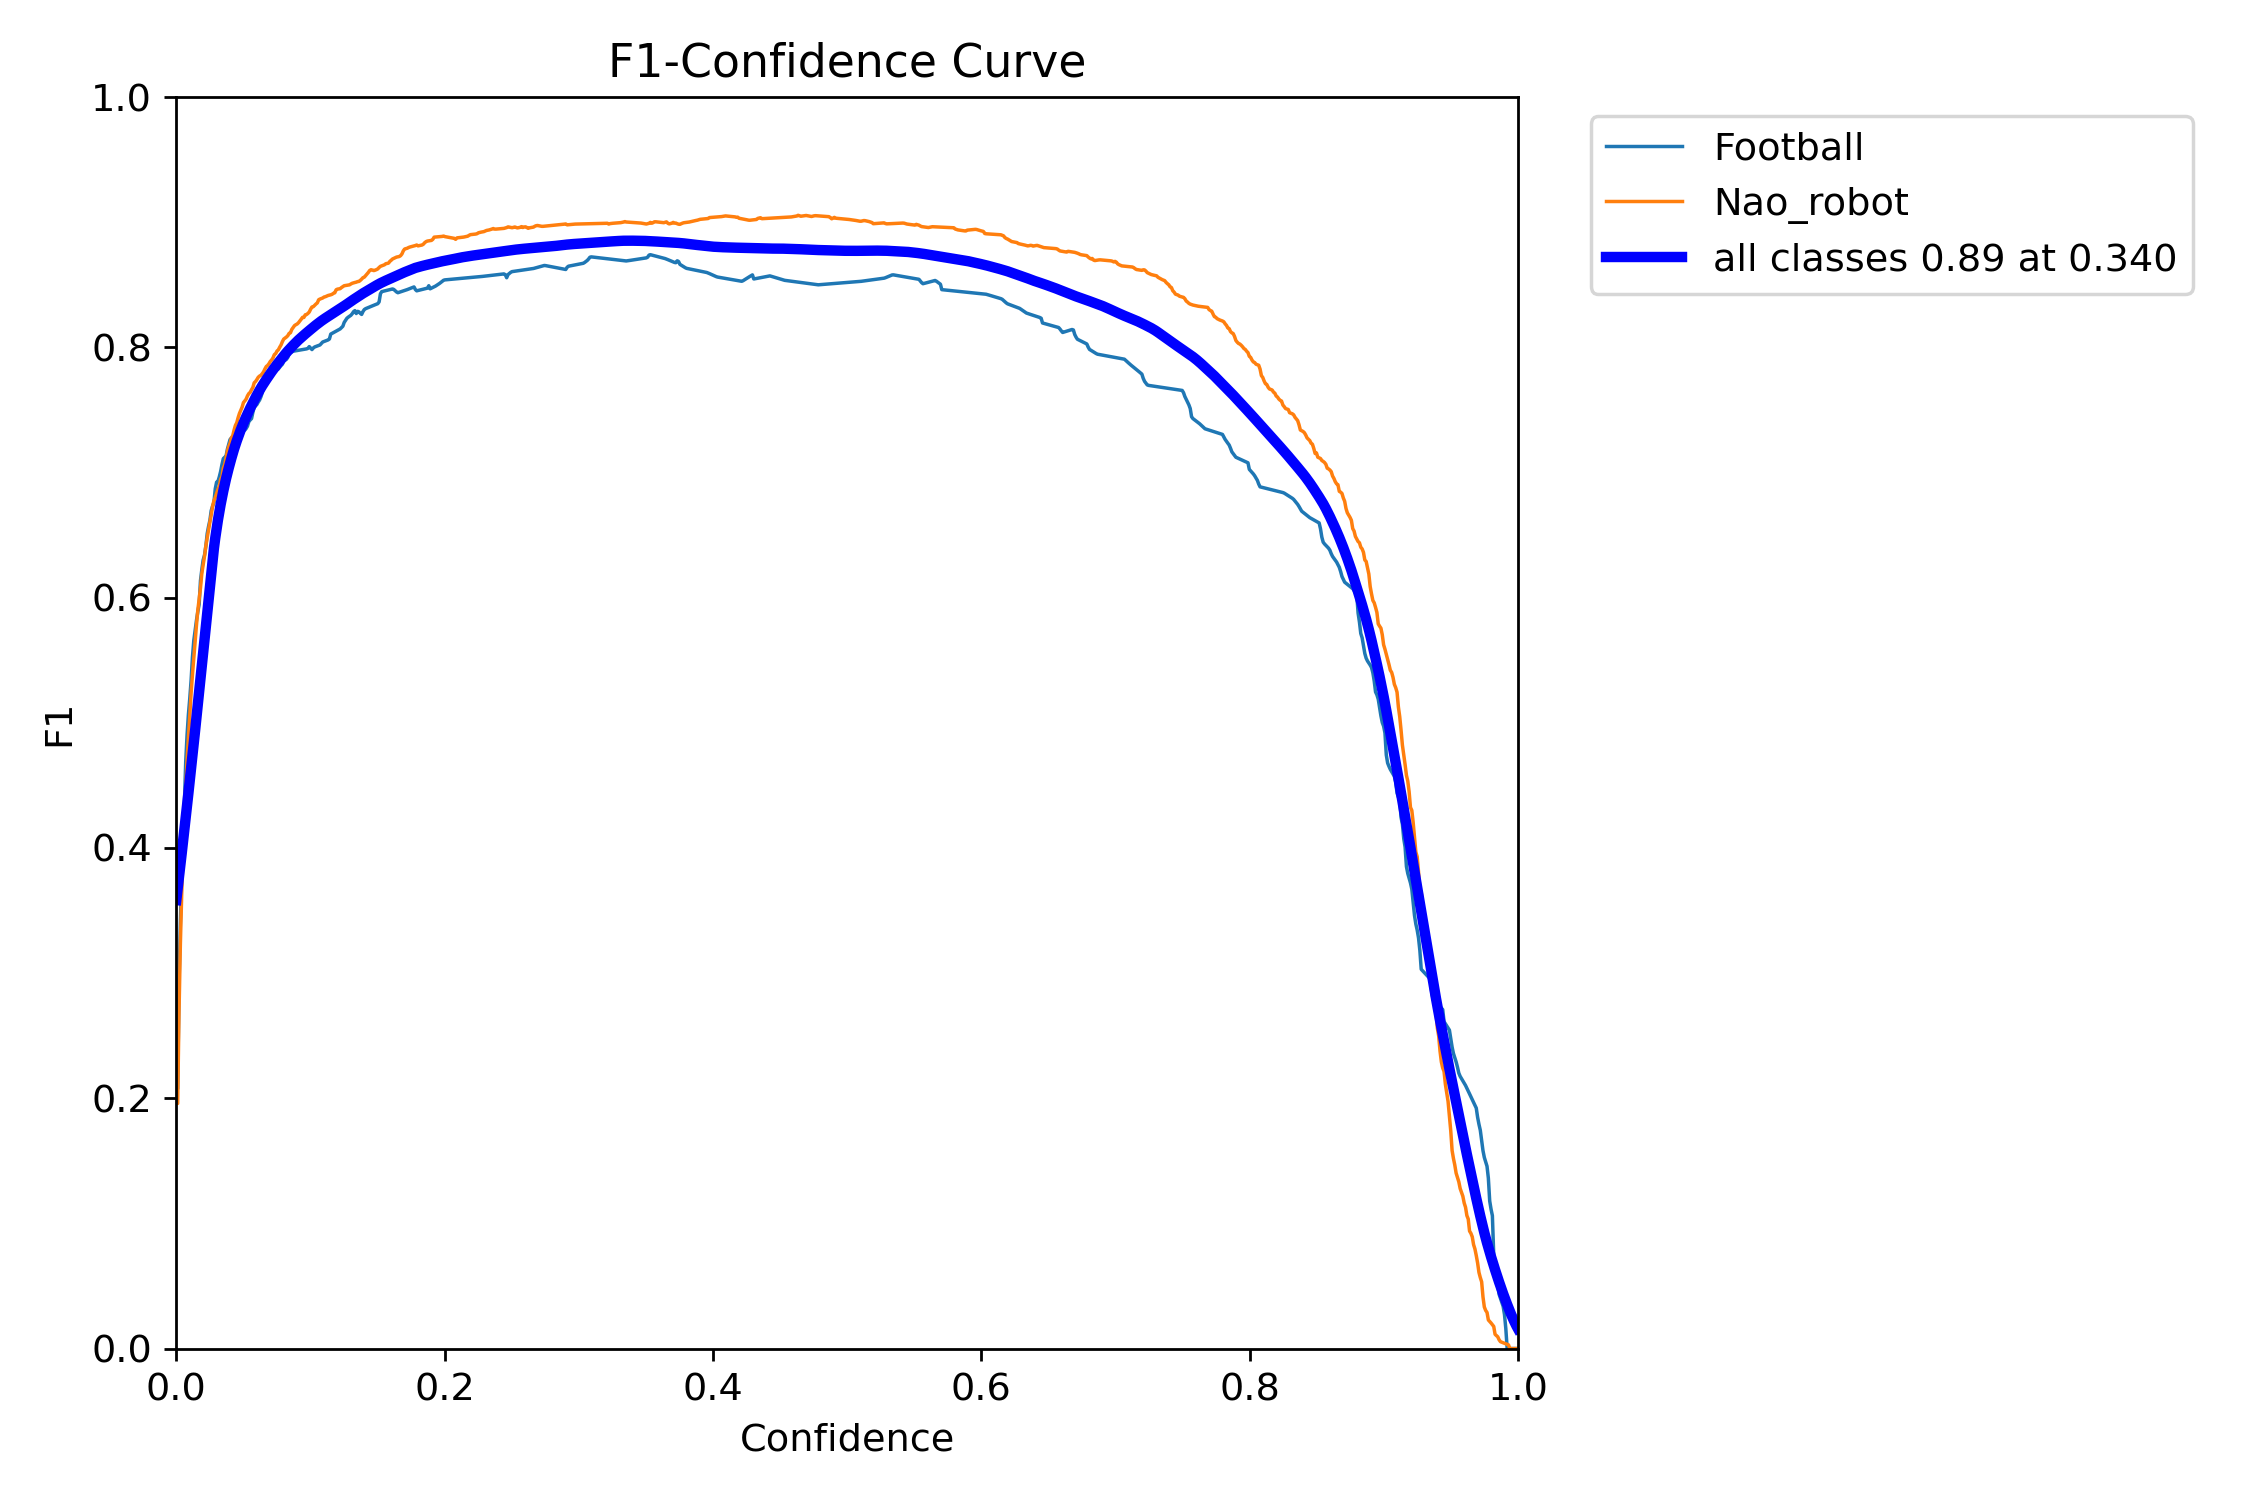 F1-Confidence Curve
1.0
0.8
0.6
0.4
0.2
0.0
F1
0.0 0.2 0.4 0.6 0.8 1.0
Confidence
Football
Nao_robot
all classes 0.89 at 0.340